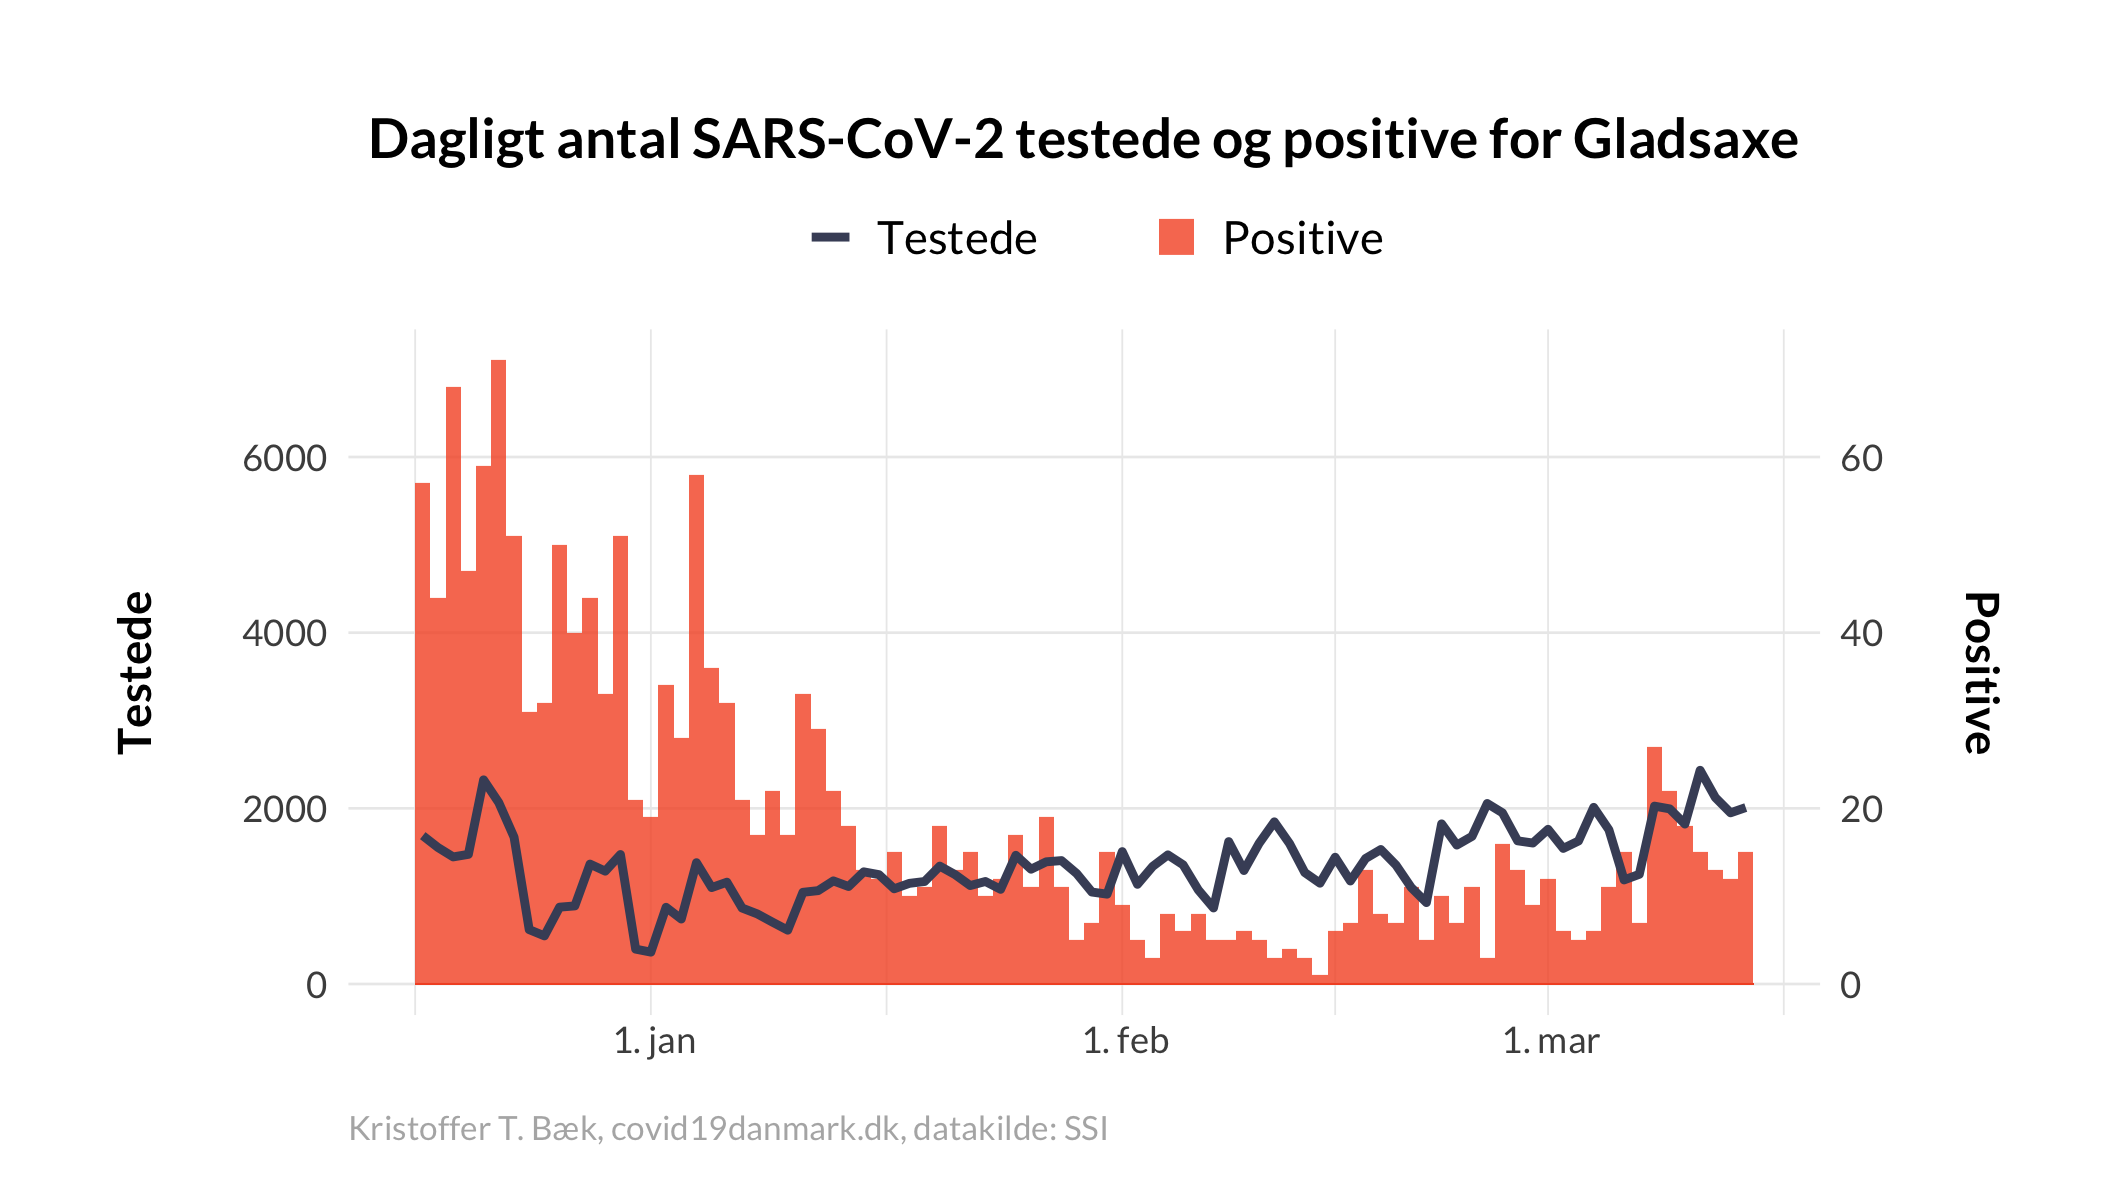 Dagligt antal SARS-CoV-2 testede og positive for Gladsaxe
Testede Positive
6000 60
4000 40
2000 20
0 0
Testede
Positive
1. jan 1. feb 1. mar
Kristoffer T. Bæk, covid19danmark.dk, datakilde: SSI